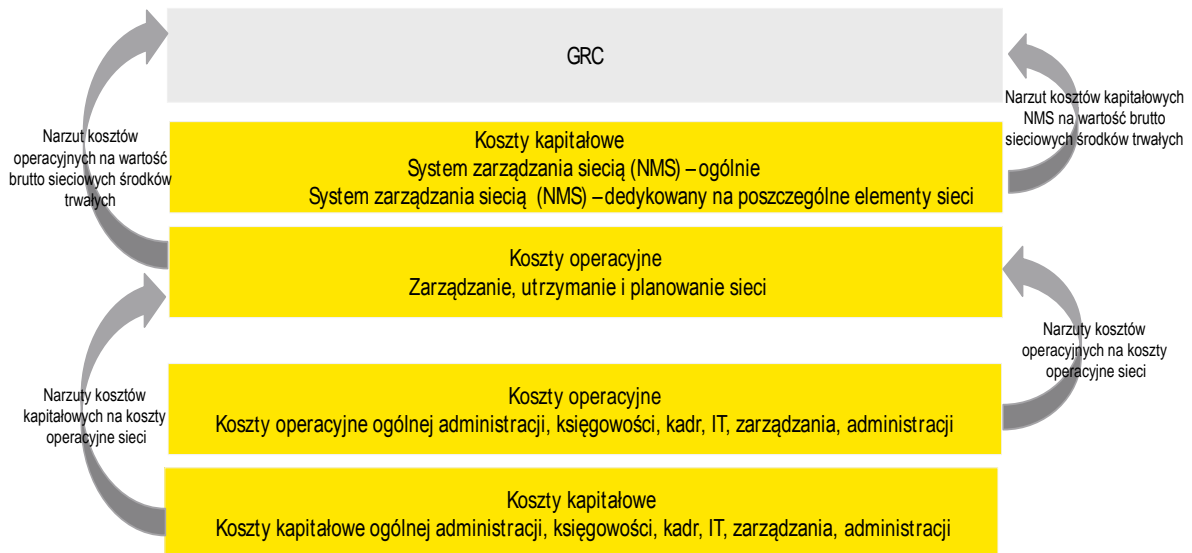 GRC
Narzut kosztów kapitałowych
NMS na wartość brutto
sieciowych środków trwałych
Narzut kosztów
operacyjnych na wartość
brutto sieciowych środków
trwałych
Koszty kapitałowe
System zarządzania siecią (NMS) – ogólnie
System zarządzania siecią (NMS) – dedykowany na poszczególne elementy sieci
Koszty operacyjne
Zarządzanie, utrzymanie i planowanie sieci
Narzuty kosztów
operacyjnych na koszty
operacyjne sieci
Narzuty kosztów
kapitałowych na koszty
operacyjne sieci
Koszty operacyjne
Koszty operacyjne ogólnej administracji, księgowości, kadr, IT, zarządzania, administracji
Koszty kapitałowe
Koszty kapitałowe ogólnej administracji, księgowości, kadr, IT, zarządzania, administracji